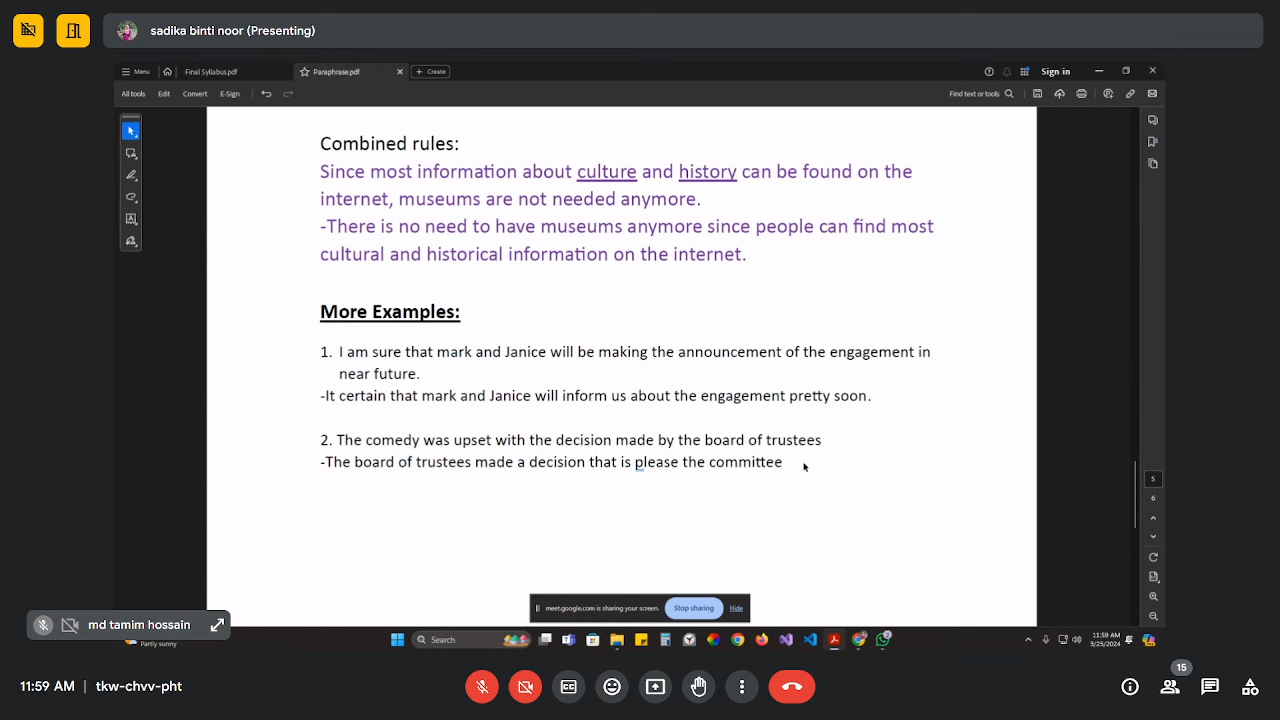 sadika binti noor (Presenting)
Menu
Final Syllabus.pdf
Paraphrase.pdf
Create
Sign in
All tools
Edit
Convert
E-Sign
Find text or tools
Combined rules:
Since most information about culture and history can be found on the
internet, museums are not needed anymore.
-There is no need to have museums anymore since people can find most
cultural and historical information on the internet.
More Examples:
1. I am sure that mark and Janice will be making the announcement of the engagement in
near future.
-It certain that mark and Janice will inform us about the engagement pretty soon.
2. The comedy was upset with the decision made by the board of trustees
-The board of trustees made a decision that is please the committee
5
6
meet.google.com is sharing your screen.
Stop sharing
Hide
md tamim hossain
Partly sunny
Search
11:59 AM
3/23/2024
15
11:59 AM | tkw-chvv-pht